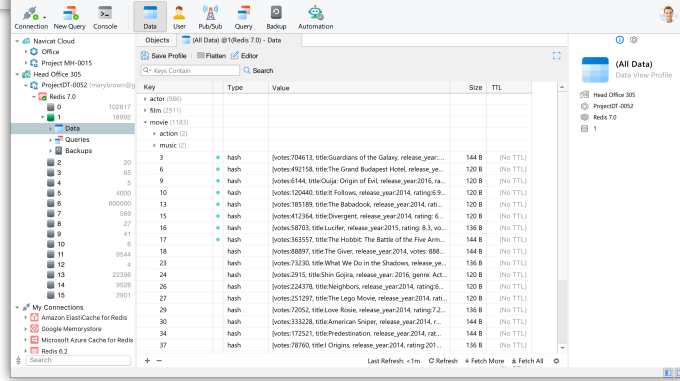 Connection New Query Console Data User Pub/Sub Query Backup Automation
Navicat Cloud
Office
Project MH-0015
Head Office 305
ProjectDT-0052 (marybrown@g
Redis 7.0
0 102817
1 18992
Data
Queries
Backups
2 20
3 65
4 5
5 4000
6 600000
7 589
8 27
9 41
10 6
11 9044
12 4
13 22396
14 9528
15 2901
My Connections
Amazon ElastiCache for Redis
Google Memorystore
Microsoft Azure Cache for Redis
Redis 6.2
Search
Objects (All Data) @1(Redis 7.0) - Data
Save Profile Flatten Editor
Keys Contain Search
Key Type Value Size TTL
actor (986)
film (2911)
movie (1183)
action (2)
music (2)
3 hash [votes:704613, title:Guardians of the Galaxy, release_year:... 144 B (No TTL)
6 hash [votes:492158, title:The Grand Budapest Hotel, release_ye... 120 B (No TTL)
9 hash [votes:6144, title:Ouija: Origin of Evil, release_year:2016, ra... 120 B (No TTL)
10 hash [votes:120440, title:It Follows, release_year:2014, rating:6.9... 120 B (No TTL)
13 hash [votes:185189, title:The Babadook, release_year:2014, rati... 120 B (No TTL)
15 hash [votes:412364, title:Divergent, release_year:2014, rating: 6... 120 B (No TTL)
16 hash [votes:58703, title:Lucifer, release_year:2015, rating: 8.3, vo... 136 B (No TTL)
17 hash [votes:363557, title:The Hobbit: The Battle of the Five Arm... 144 B (No TTL)
18 hash [votes:88897, title:The Giver, release_year:2014, votes: 888... 144 B (No TTL)
23 hash [votes:73230, title:What We Do in the Shadows, release_ye... 136 B (No TTL)
24 hash [votes:2915, title:Shin Gojira, release_year: 2016, genre: Act... 120 B (No TTL)
26 hash [votes:224378, title:Neighbors, release_year:2014, rating:6... 120 B (No TTL)
27 hash [votes:251297, title:The Lego Movie, release_year:2014, rati... 120 B (No TTL)
29 hash [votes:72052, title:Love Rosie, release_year:2014, rating:7.2... 136 B (No TTL)
30 hash [votes:333228, title:American Sniper, release_year:2014, r... 144 B (No TTL)
34 hash [votes:172521, title:Predestination, release_year:2014, rati... 144 B (No TTL)
37 hash [votes:78760, title:I Origins, release_year:2014, rating:201... 136 B (No TTL)
Last Refresh: <1m Refresh Fetch More Fetch All
(All Data)
Data View Profile
Head Office 305
ProjectDT-0052
Redis 7.0
1